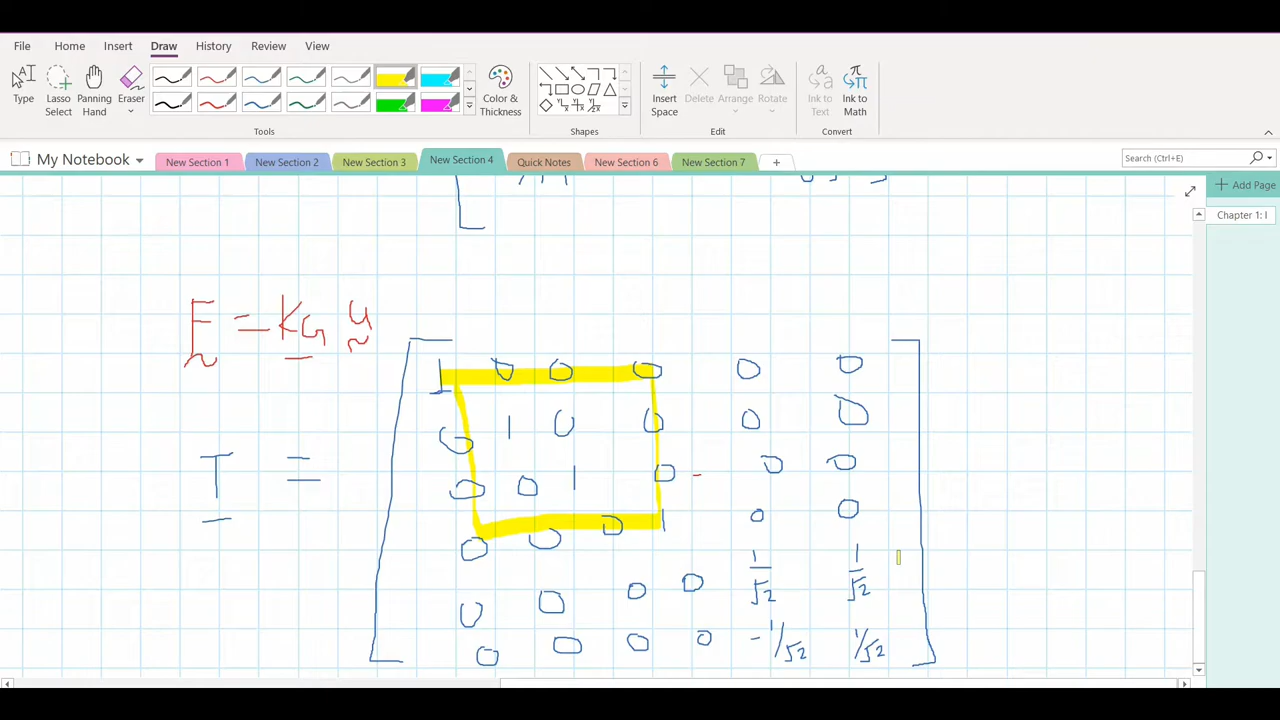 File Home Insert Draw History Review View
Type Lasso Select Panning Hand Eraser Color & Thickness Insert Space Delete Arrange Rotate Ink to Text Ink to Math
Tools Shapes Edit Convert
My Notebook New Section 1 New Section 2 New Section 3 New Section 4 Quick Notes New Section 6 New Section 7 + Search (Ctrl+E)
Add Page
Chapter 1: I
F = KG u
T =
1 0 0 0 0 0
0 1 0 0 0 0
0 0 1 0 0 0
0 0 0 1 0 0
0 0 0 0 1/√2 1/√2
0 0 0 0 -1/√2 1/√2